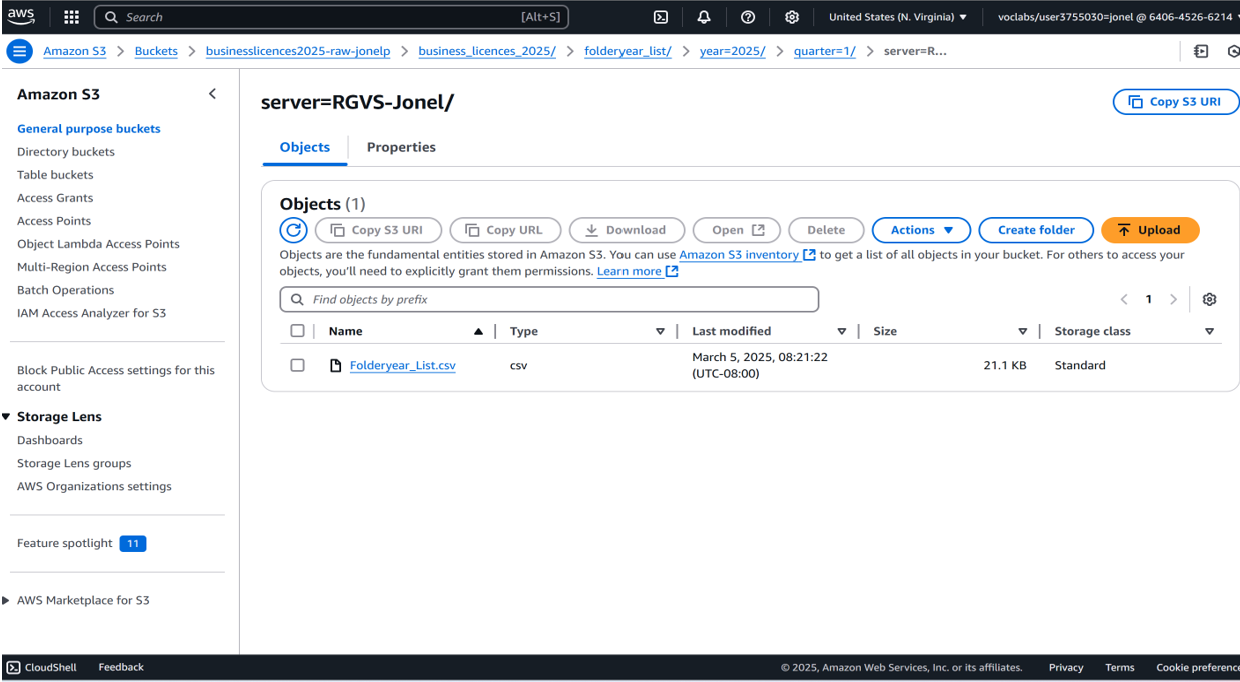 aws
Search [Alt+S]
United States (N. Virginia)
voclabs/user3755030=jonel @ 6406-4526-6214
Amazon S3 > Buckets > businesslicences2025-raw-jonelp > business_licences_2025/ > folderyear_list/ > year=2025/ > quarter=1/ > server=R...
Amazon S3
General purpose buckets
Directory buckets
Table buckets
Access Grants
Access Points
Object Lambda Access Points
Multi-Region Access Points
Batch Operations
IAM Access Analyzer for S3
Block Public Access settings for this
account
Storage Lens
Dashboards
Storage Lens groups
AWS Organizations settings
Feature spotlight 11
AWS Marketplace for S3
server=RGVS-Jonel/
Copy S3 URI
Objects Properties
Objects (1)
Copy S3 URI Copy URL Download Open Delete Actions Create folder Upload
Objects are the fundamental entities stored in Amazon S3. You can use Amazon S3 inventory to get a list of all objects in your bucket. For others to access your
objects, you'll need to explicitly grant them permissions. Learn more
Find objects by prefix
1
Name Type Last modified Size Storage class
Folderyear_List.csv csv March 5, 2025, 08:21:22 21.1 KB Standard
(UTC-08:00)
CloudShell Feedback © 2025, Amazon Web Services, Inc. or its affiliates. Privacy Terms Cookie preference